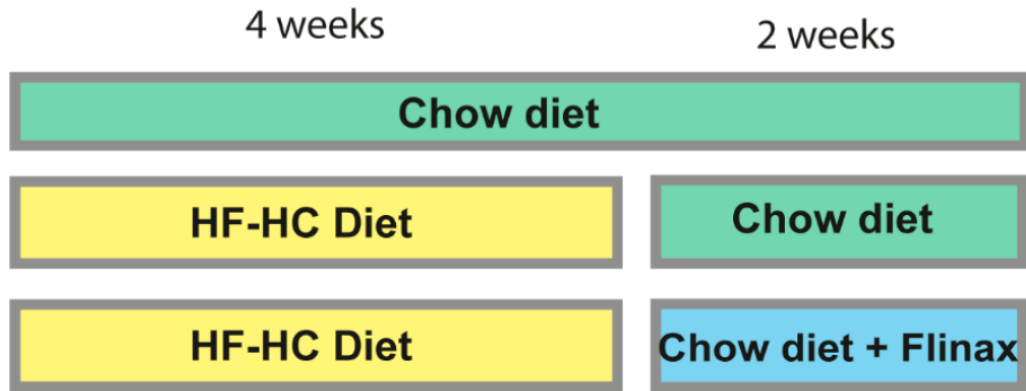 4 weeks
2 weeks
Chow diet
HF-HC Diet
Chow diet
HF-HC Diet
Chow diet + Flinax